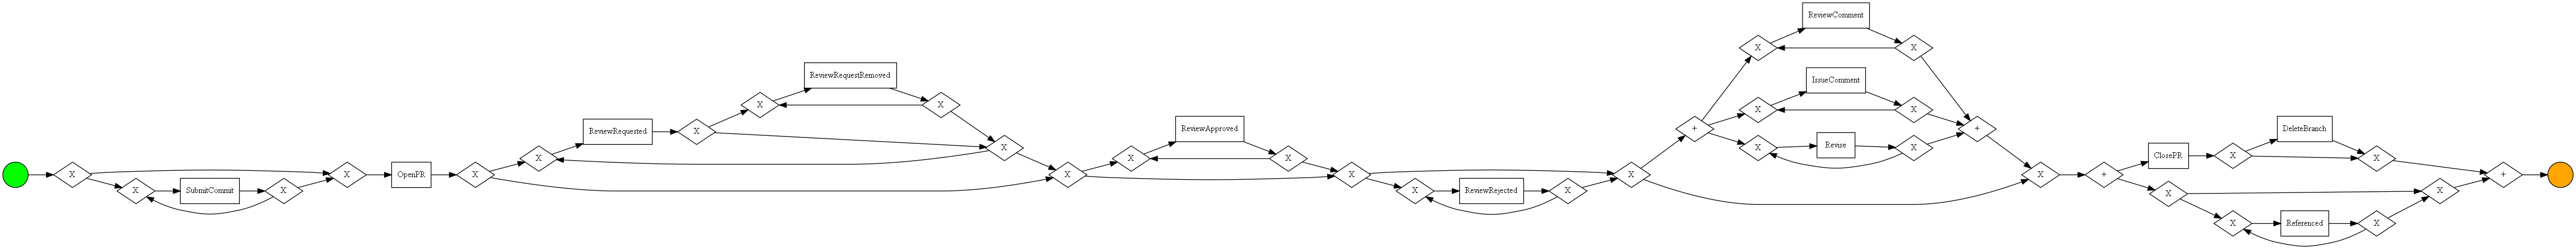 X
X
SubmitCommit
X
X
OpenPR
X
X
ReviewRequested
X
X
ReviewRequestRemoved
X
X
X
X
ReviewApproved
X
X
X
ReviewRejected
X
X
+
X
ReviewComment
X
X
IssueComment
X
X
Revise
X
+
X
+
ClosePR
X
DeleteBranch
X
X
X
Referenced
X
X
+